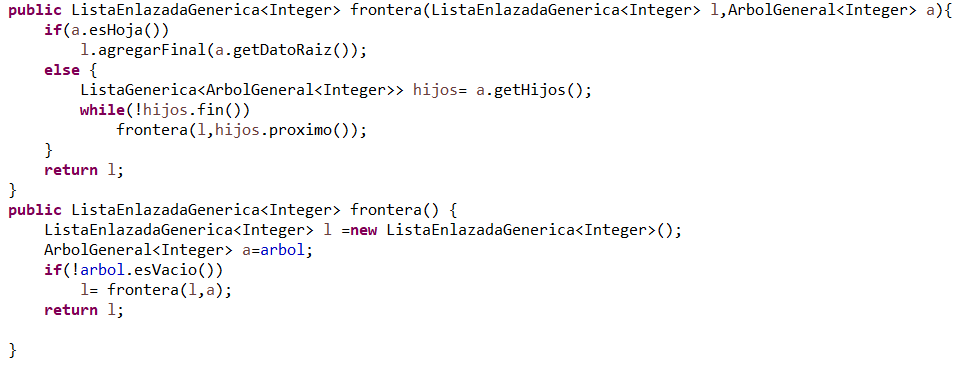 public ListaEnlazadaGenerica<Integer> frontera(ListaEnlazadaGenerica<Integer> l,ArbolGeneral<Integer> a){
    if(a.esHoja())
        l.agregarFinal(a.getDatoRaiz());
    else {
        ListaGenerica<ArbolGeneral<Integer>> hijos= a.getHijos();
        while(!hijos.fin())
            frontera(l,hijos.proximo());
    }
    return l;
}
public ListaEnlazadaGenerica<Integer> frontera() {
    ListaEnlazadaGenerica<Integer> l =new ListaEnlazadaGenerica<Integer>();
    ArbolGeneral<Integer> a=arbol;
    if(!arbol.esVacio())
        l= frontera(l,a);
    return l;
}